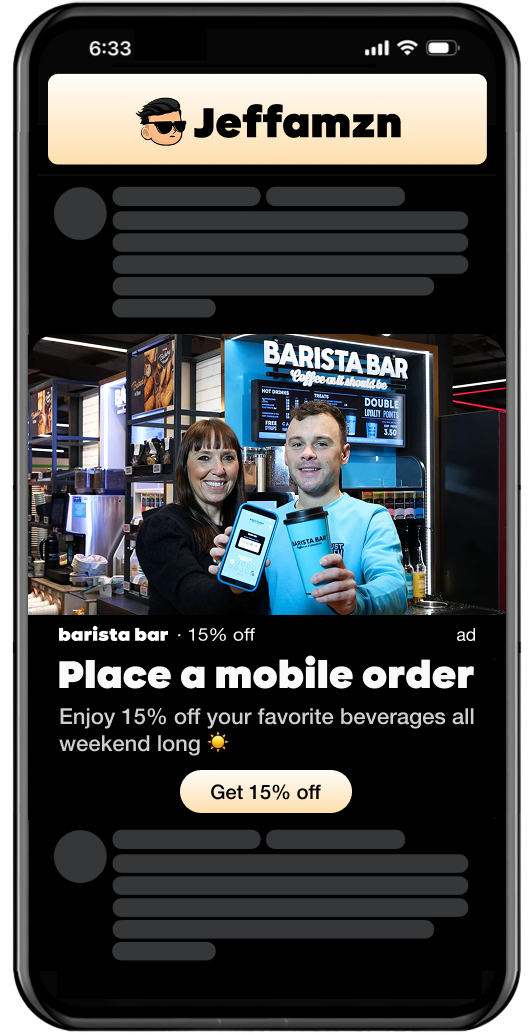 6:33
Jeffamzn
BARISTA BAR
Coffee as it should be
HOT DRINKS
TREATS
DOUBLE
LOYALTY POINTS
FREE
SYRUPS
3.50
BARISTA BAR
barista bar · 15% off
ad
Place a mobile order
Enjoy 15% off your favorite beverages all
weekend long ☀️
Get 15% off